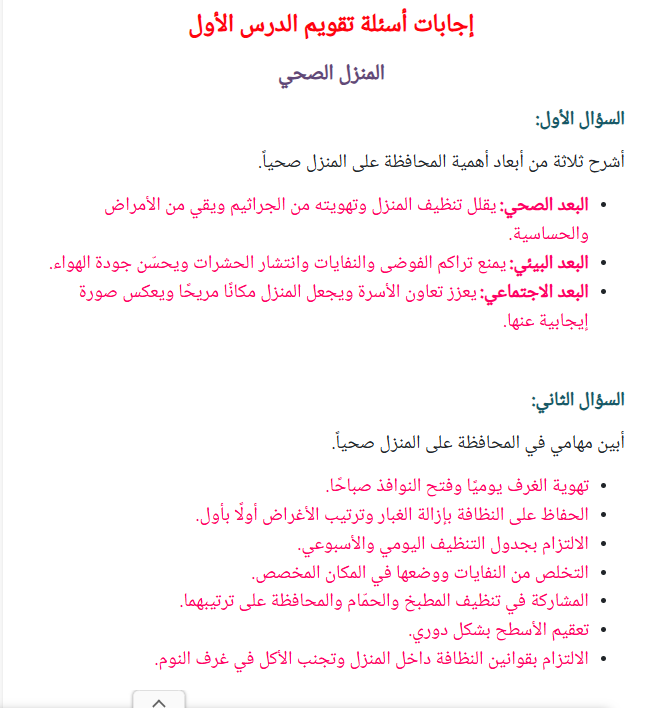 إجابات أسئلة تقويم الدرس الأول
المنزل الصحي
السؤال الأول:
أشرح ثلاثة من أبعاد أهمية المحافظة على المنزل صحياً.
• البعد الصحي: يقلل تنظيف المنزل وتهويته من الجراثيم ويقي من الأمراض
والحساسية.
• البعد البيئي: يمنع تراكم الفوضى والنفايات وانتشار الحشرات ويحسّن جودة الهواء.
• البعد الاجتماعي: يعزز تعاون الأسرة ويجعل المنزل مكانًا مريحًا ويعكس صورة
إيجابية عنها.
السؤال الثاني:
أبين مهامي في المحافظة على المنزل صحياً.
• تهوية الغرف يوميًا وفتح النوافذ صباحًا.
• الحفاظ على النظافة بإزالة الغبار وترتيب الأغراض أولًا بأول.
• الالتزام بجدول التنظيف اليومي والأسبوعي.
• التخلص من النفايات ووضعها في المكان المخصص.
• المشاركة في تنظيف المطبخ والحمّام والمحافظة على ترتيبهما.
• تعقيم الأسطح بشكل دوري.
• الالتزام بقوانين النظافة داخل المنزل وتجنب الأكل في غرف النوم.